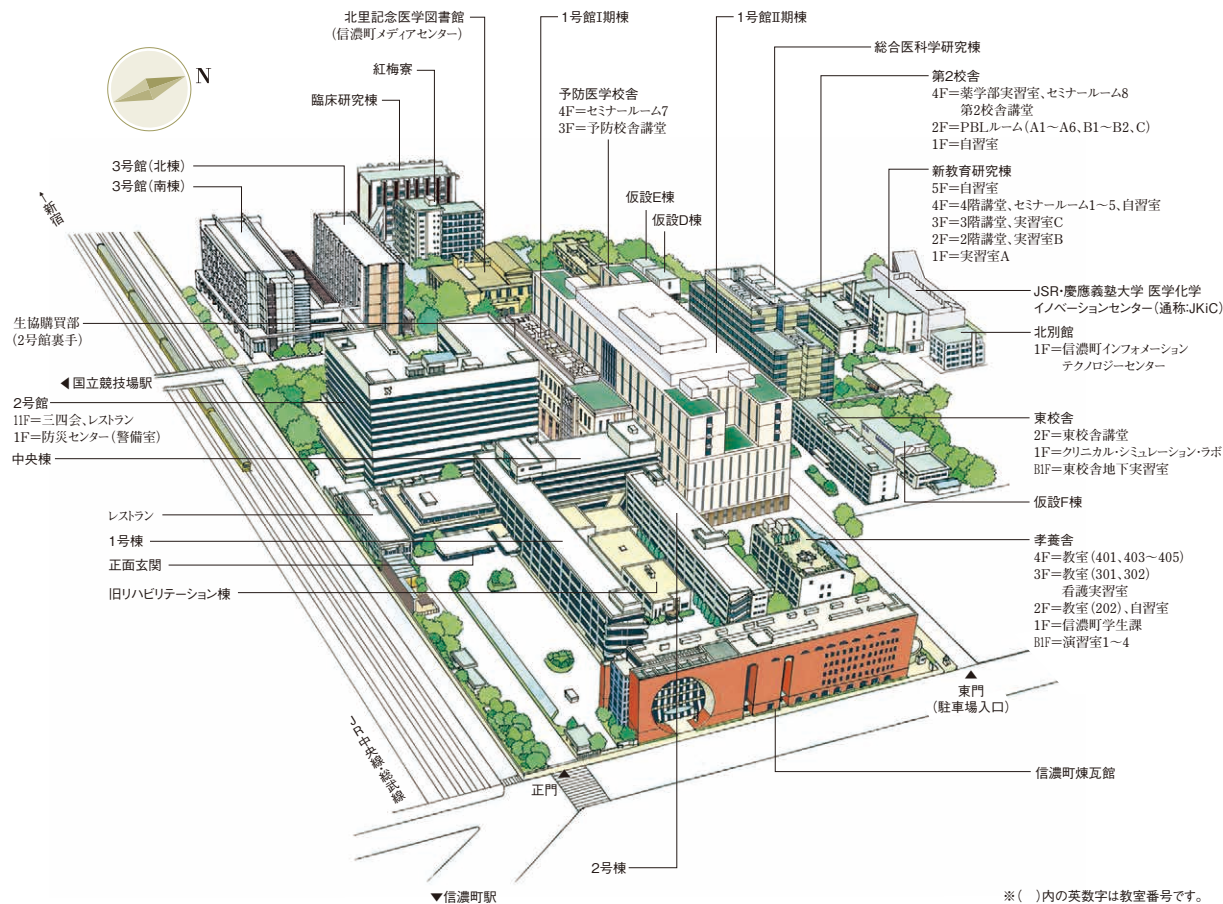 N
北里記念医学図書館
(信濃町メディアセンター)
紅梅寮
臨床研究棟
3号館(北棟)
3号館(南棟)
←新宿
生協購買部
(2号館裏手)
◀国立競技場駅
2号館
11F=三四会、レストラン
1F=防災センター(警備室)
中央棟
レストラン
1号棟
正面玄関
旧リハビリテーション棟
JR中央線・総武線
正門
▼信濃町駅
1号館Ⅰ期棟
予防医学校舎
4F=セミナールーム7
3F=予防校舎講堂
仮設E棟
仮設D棟
1号館Ⅱ期棟
総合医科学研究棟
第2校舎
4F=薬学部実習室、セミナールーム8
第2校舎講堂
2F=PBLルーム(A1～A6、B1～B2、C)
1F=自習室
新教育研究棟
5F=自習室
4F=4階講堂、セミナールーム1～5、自習室
3F=3階講堂、実習室C
2F=2階講堂、実習室B
1F=実習室A
JSR・慶應義塾大学 医学化学
イノベーションセンター(通称:JKiC)
北別館
1F=信濃町インフォメーション
テクノロジーセンター
東校舎
2F=東校舎講堂
1F=クリニカル・シミュレーション・ラボ
B1F=東校舎地下実習室
仮設F棟
孝養舎
4F=教室(401、403～405)
3F=教室(301、302)
看護実習室
2F=教室(202)、自習室
1F=信濃町学生課
B1F=演習室1～4
▲
東門
(駐車場入口)
信濃町煉瓦館
2号棟
※( )内の英数字は教室番号です。